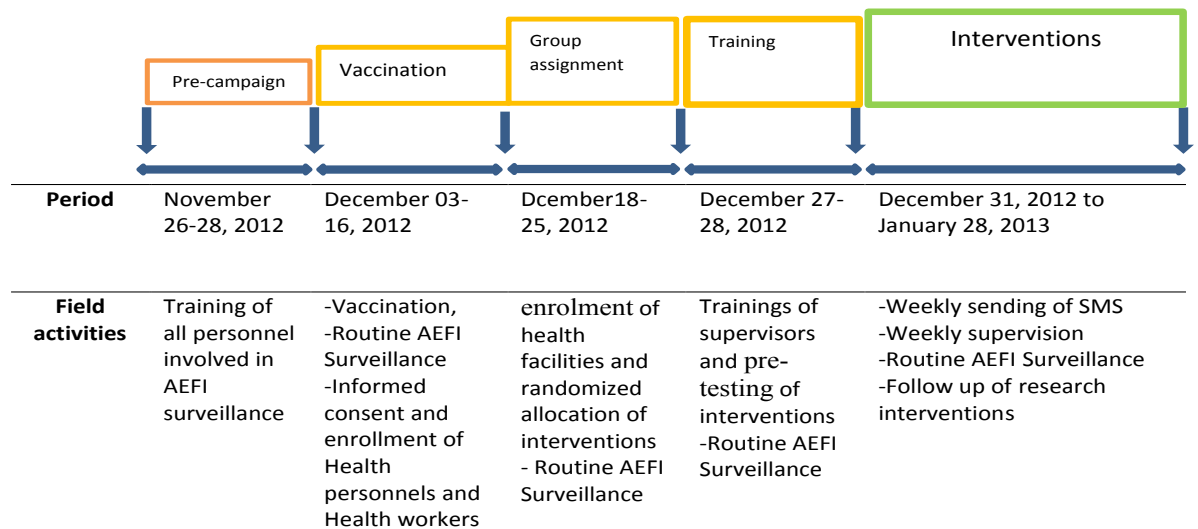 Pre-campaign
Vaccination
Group
assignment
Training
Interventions
Period
November
26-28, 2012
December 03-
16, 2012
Dcember18-
25, 2012
December 27-
28, 2012
December 31, 2012 to
January 28, 2013
Field
activities
Training of
all personnel
involved in
AEFI
surveillance
-Vaccination,
-Routine AEFI
Surveillance
-Informed
consent and
enrollment of
Health
personnels and
Health workers
enrolment of
health
facilities and
randomized
allocation of
interventions
- Routine AEFI
Surveillance
Trainings of
supervisors
and pre-
testing of
interventions
-Routine AEFI
Surveillance
-Weekly sending of SMS
-Weekly supervision
-Routine AEFI Surveillance
-Follow up of research
interventions